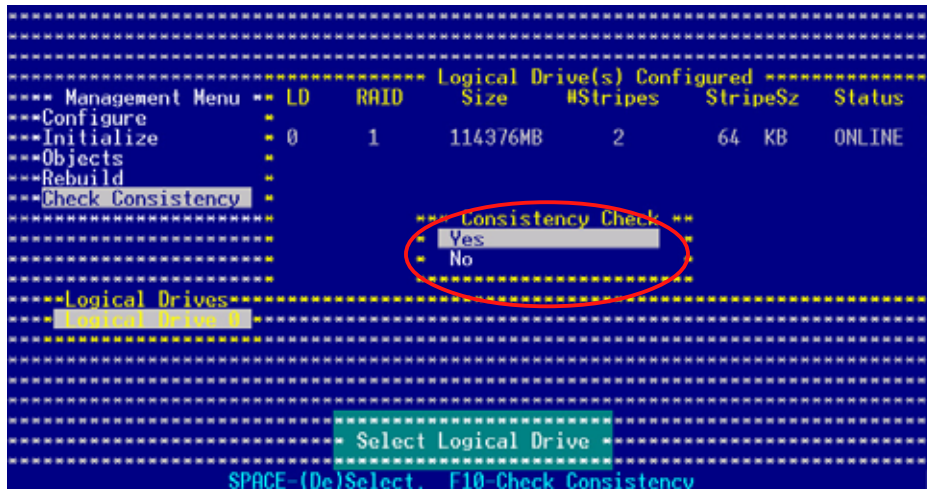 Logical Drive(s) Configured
Management Menu LD RAID Size #Stripes StripeSz Status
Configure
Initialize 0 1 114376MB 2 64 KB ONLINE
Objects
Rebuild
Check Consistency
Consistency Check
Yes
No
Logical Drives
Logical Drive 0
Select Logical Drive
SPACE-(De)Select, F10-Check Consistency